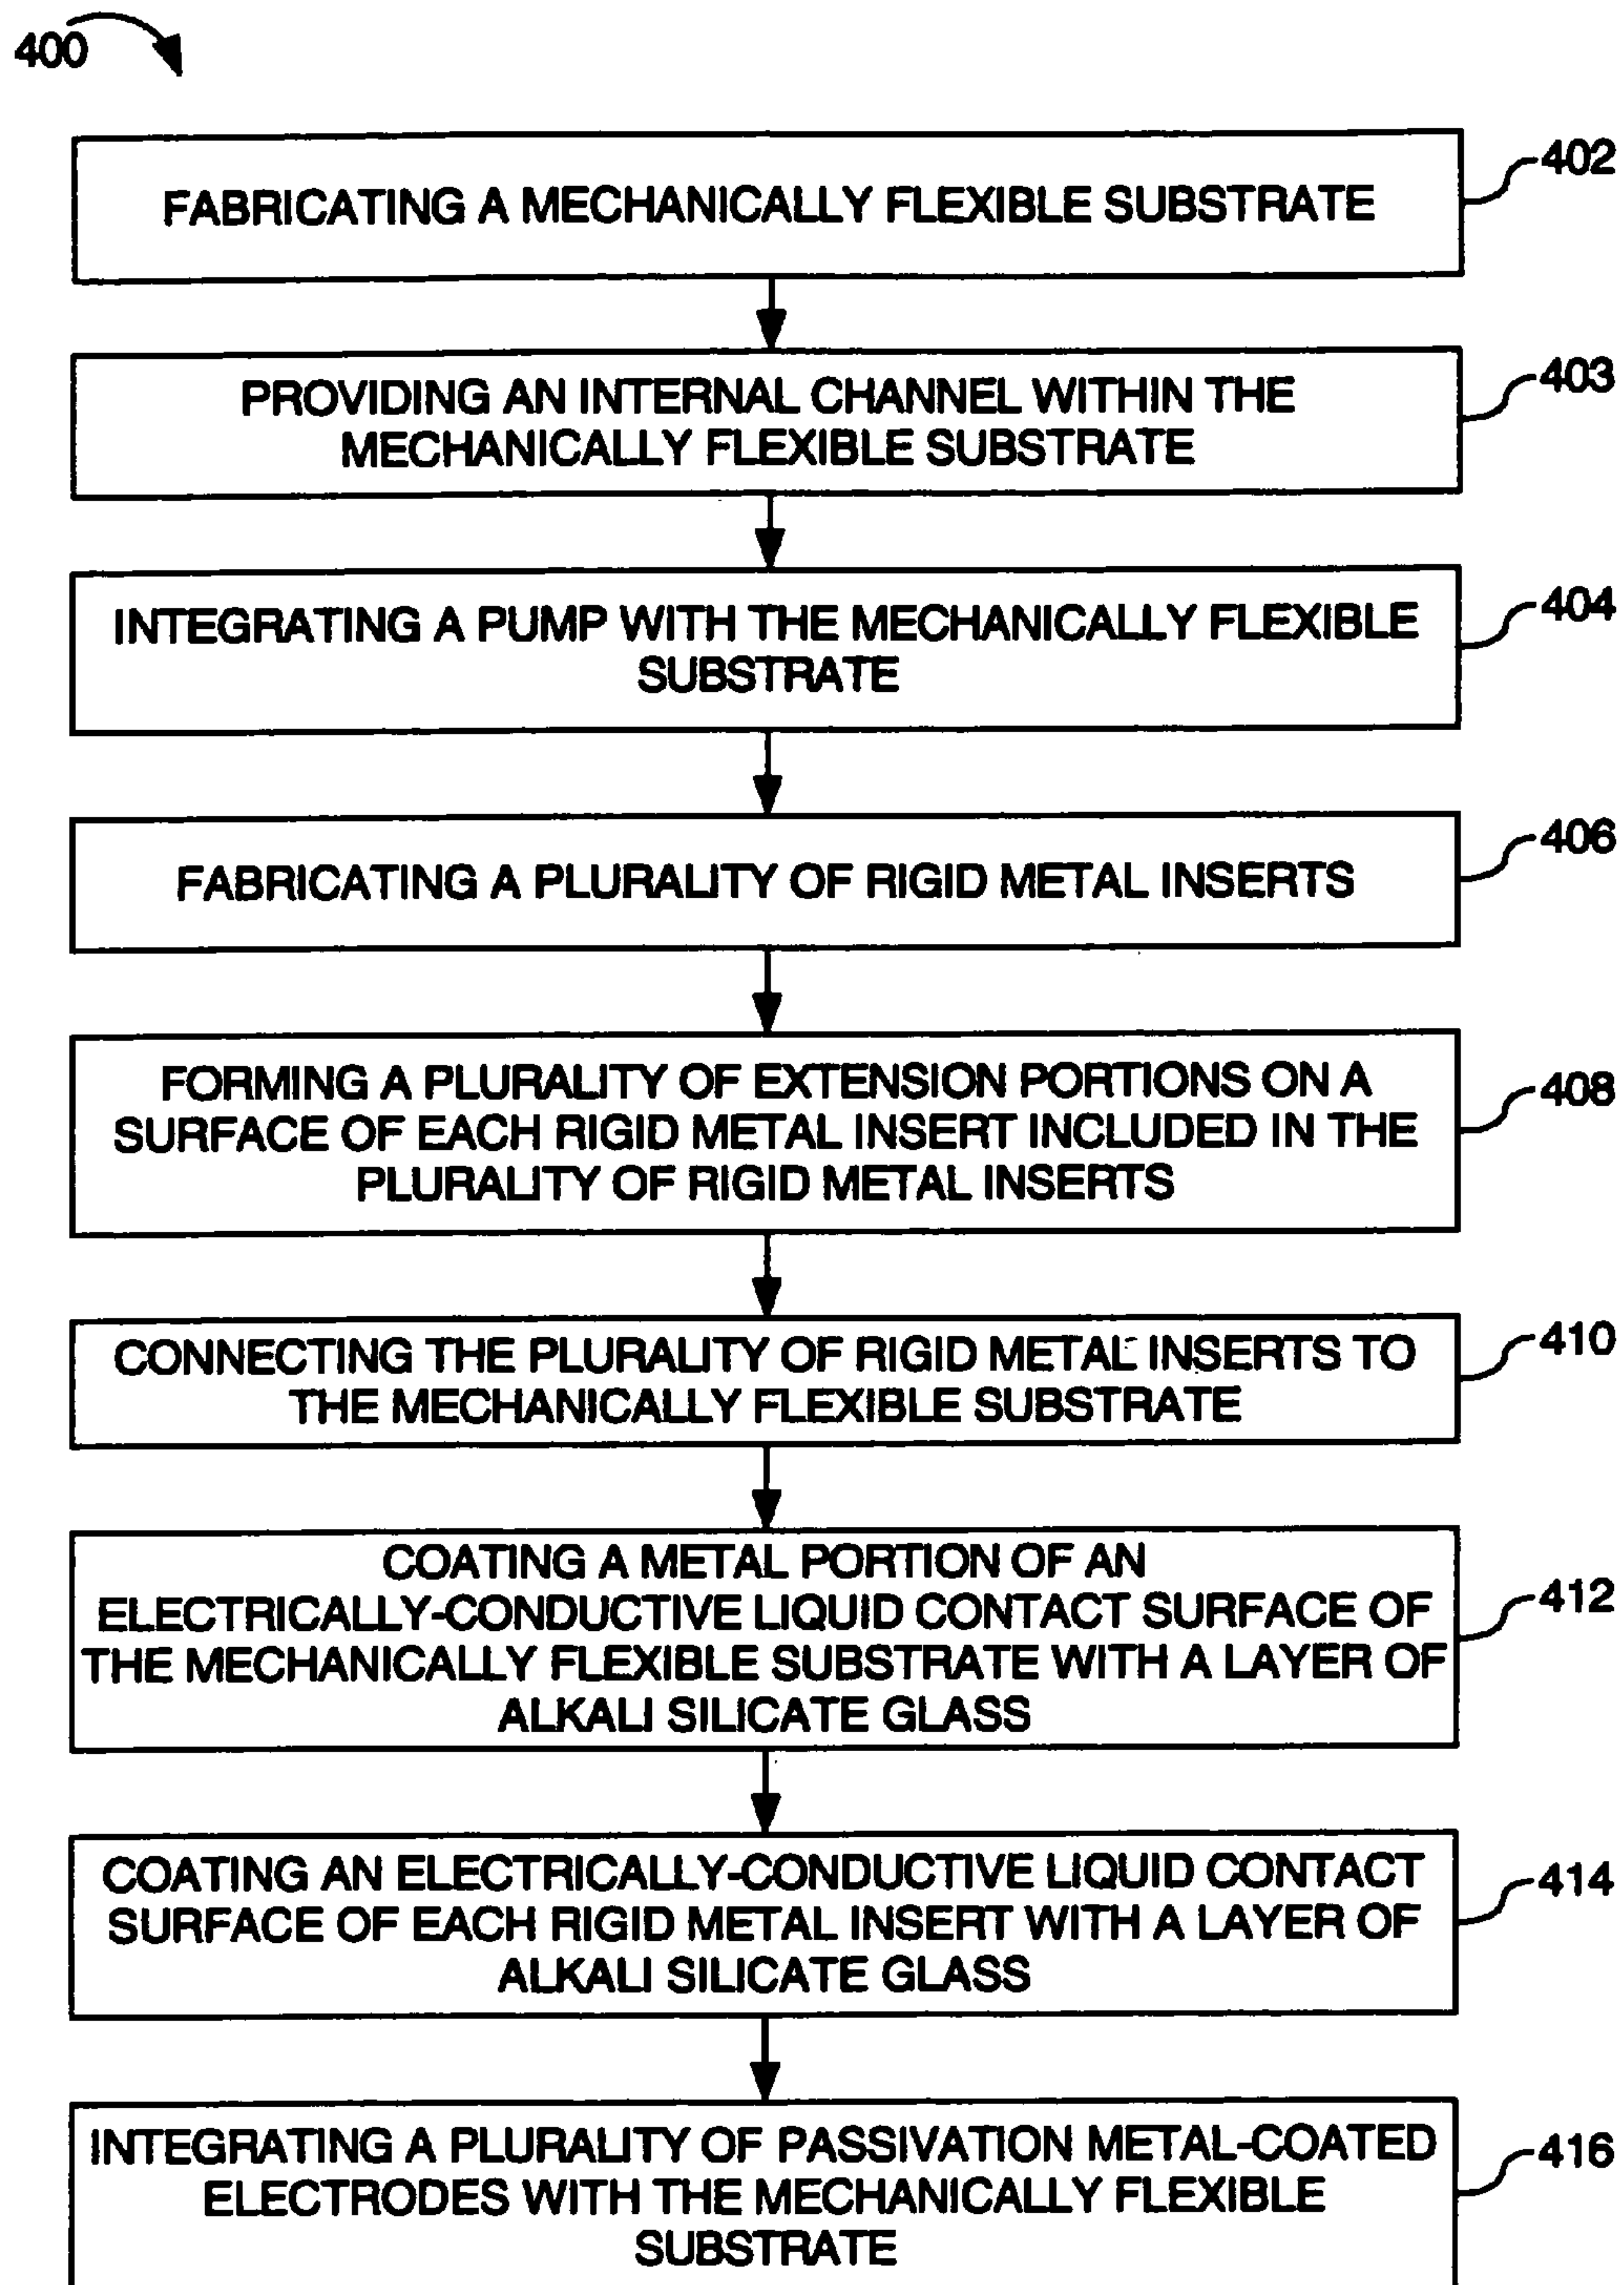 400
FABRICATING A MECHANICALLY FLEXIBLE SUBSTRATE
402
PROVIDING AN INTERNAL CHANNEL WITHIN THE
MECHANICALLY FLEXIBLE SUBSTRATE
403
INTEGRATING A PUMP WITH THE MECHANICALLY FLEXIBLE
SUBSTRATE
404
FABRICATING A PLURALITY OF RIGID METAL INSERTS
406
FORMING A PLURALITY OF EXTENSION PORTIONS ON A
SURFACE OF EACH RIGID METAL INSERT INCLUDED IN THE
PLURALITY OF RIGID METAL INSERTS
408
CONNECTING THE PLURALITY OF RIGID METAL INSERTS TO
THE MECHANICALLY FLEXIBLE SUBSTRATE
410
COATING A METAL PORTION OF AN
ELECTRICALLY-CONDUCTIVE LIQUID CONTACT SURFACE OF
THE MECHANICALLY FLEXIBLE SUBSTRATE WITH A LAYER OF
ALKALI SILICATE GLASS
412
COATING AN ELECTRICALLY-CONDUCTIVE LIQUID CONTACT
SURFACE OF EACH RIGID METAL INSERT WITH A LAYER OF
ALKALI SILICATE GLASS
414
INTEGRATING A PLURALITY OF PASSIVATION METAL-COATED
ELECTRODES WITH THE MECHANICALLY FLEXIBLE
SUBSTRATE
416